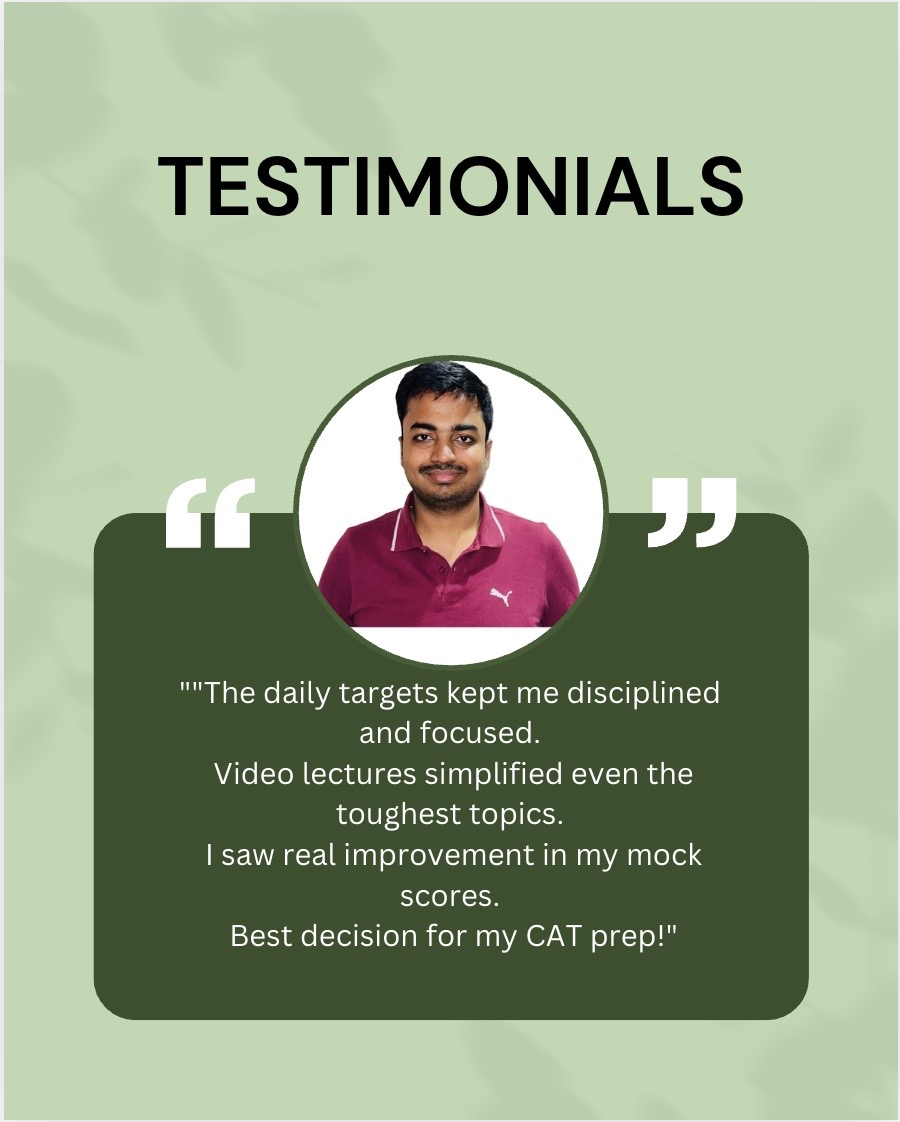 TESTIMONIALS
““
””
""The daily targets kept me disciplined
and focused.
Video lectures simplified even the
toughest topics.
I saw real improvement in my mock
scores.
Best decision for my CAT prep!"